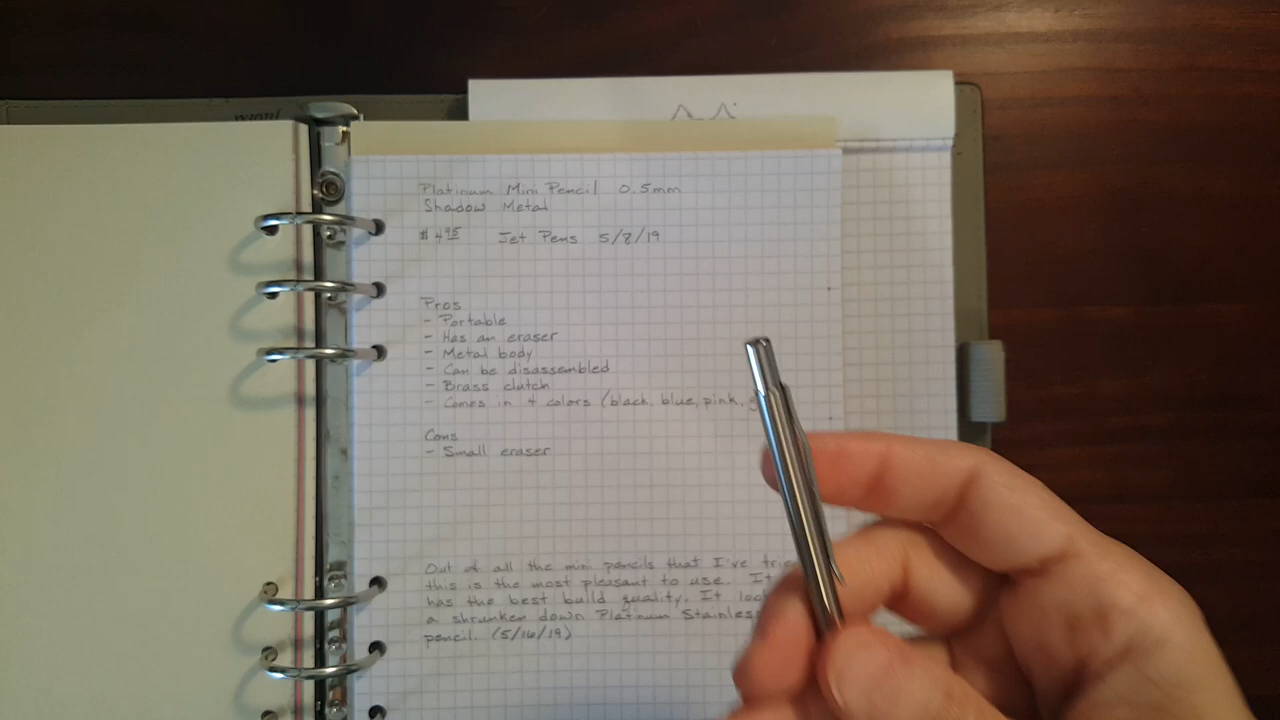 Platinum Mini Pencil 0.5mm
Shadow Metal
$4.95 Jet Pens 5/8/19
Pros
- Portable
- Has an eraser
- Metal body
- Can be disassembled
- Brass clutch
- Comes in 4 colors (black, blue, pink, g
Cons
- Small eraser
Out of all the mini pencils that I've trie
this is the most pleasant to use. It
has the best build quality. It loo
a shrunken down Platinum Stainles
pencil. (5/16/19)